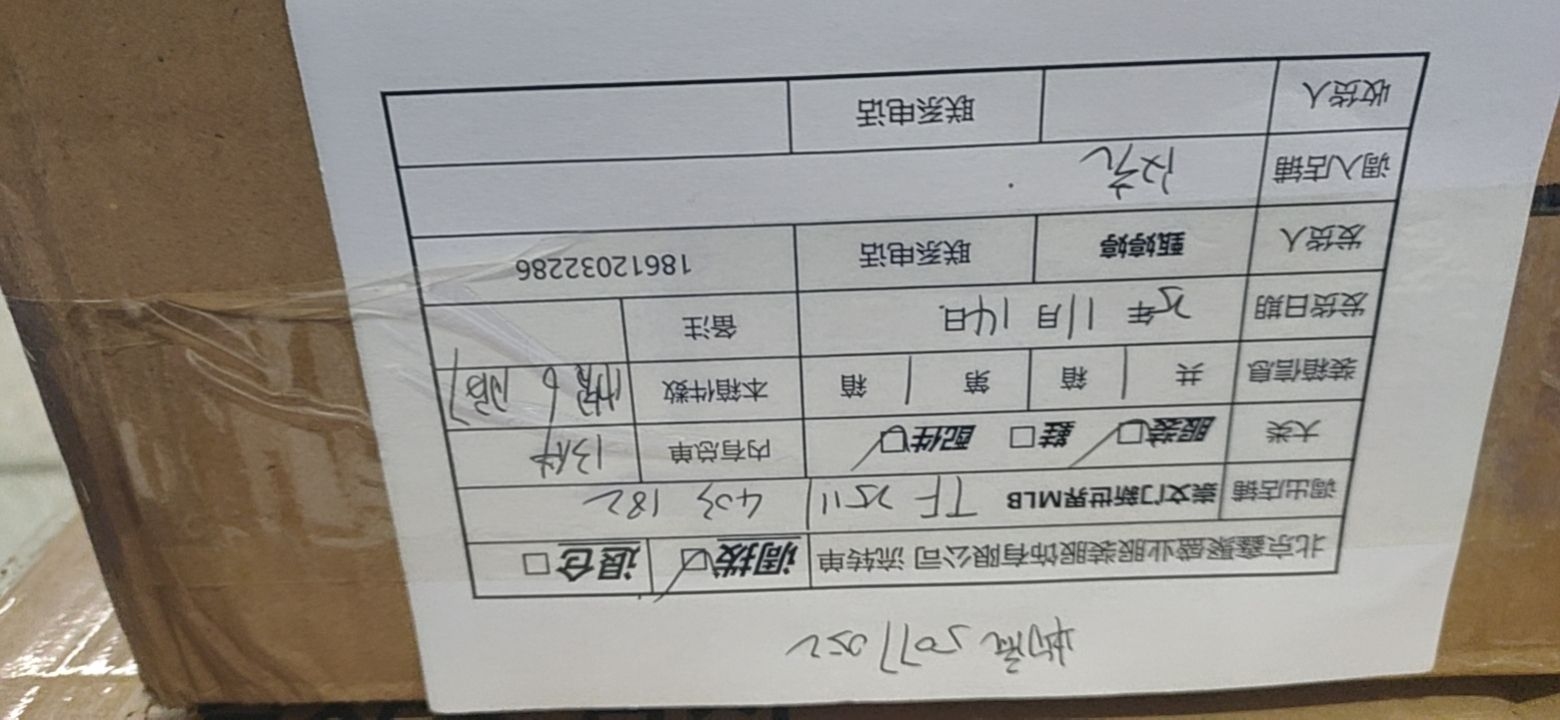 5077052
北京鑫聚盛业服装服饰有限公司 流转单 调拨☑ 退仓□
调出店铺 崇文门新世界MLB TF 2511 403 182
大类 服装☑ 鞋□ 配件☑ 内有总单 13件
装箱信息 共 1 箱 第 1 箱 本箱件数 帽6 服7
发货日期 25年 11月 14日 备注
发货人 甄婷婷 联系电话 18612032286
调入店铺 汉光
收货人 联系电话